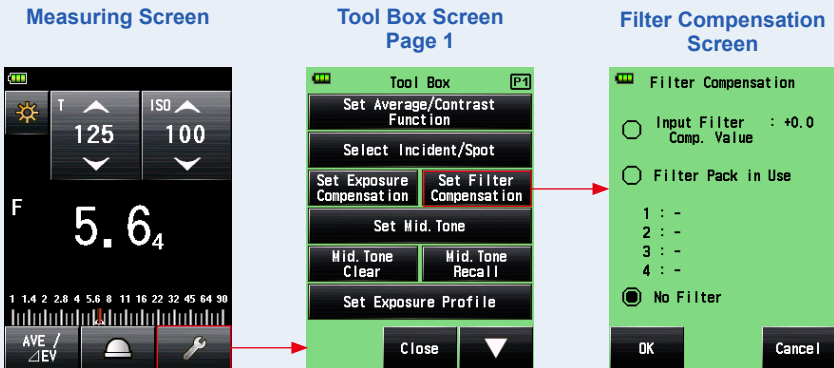 Measuring Screen
T
ISO
125
100
F
5.6₄
1 1.4 2 2.8 4 5.6 8 11 16 22 32 45 64 90
AVE /
⊿EV
Tool Box Screen
Page 1
Tool Box
P1
Set Average/Contrast
Function
Select Incident/Spot
Set Exposure
Compensation
Set Filter
Compensation
Set Mid.Tone
Mid.Tone
Clear
Mid.Tone
Recall
Set Exposure Profile
Close
Filter Compensation
Screen
Filter Compensation
Input Filter : +0.0
Comp. Value
Filter Pack in Use
1 : -
2 : -
3 : -
4 : -
No Filter
OK
Cancel